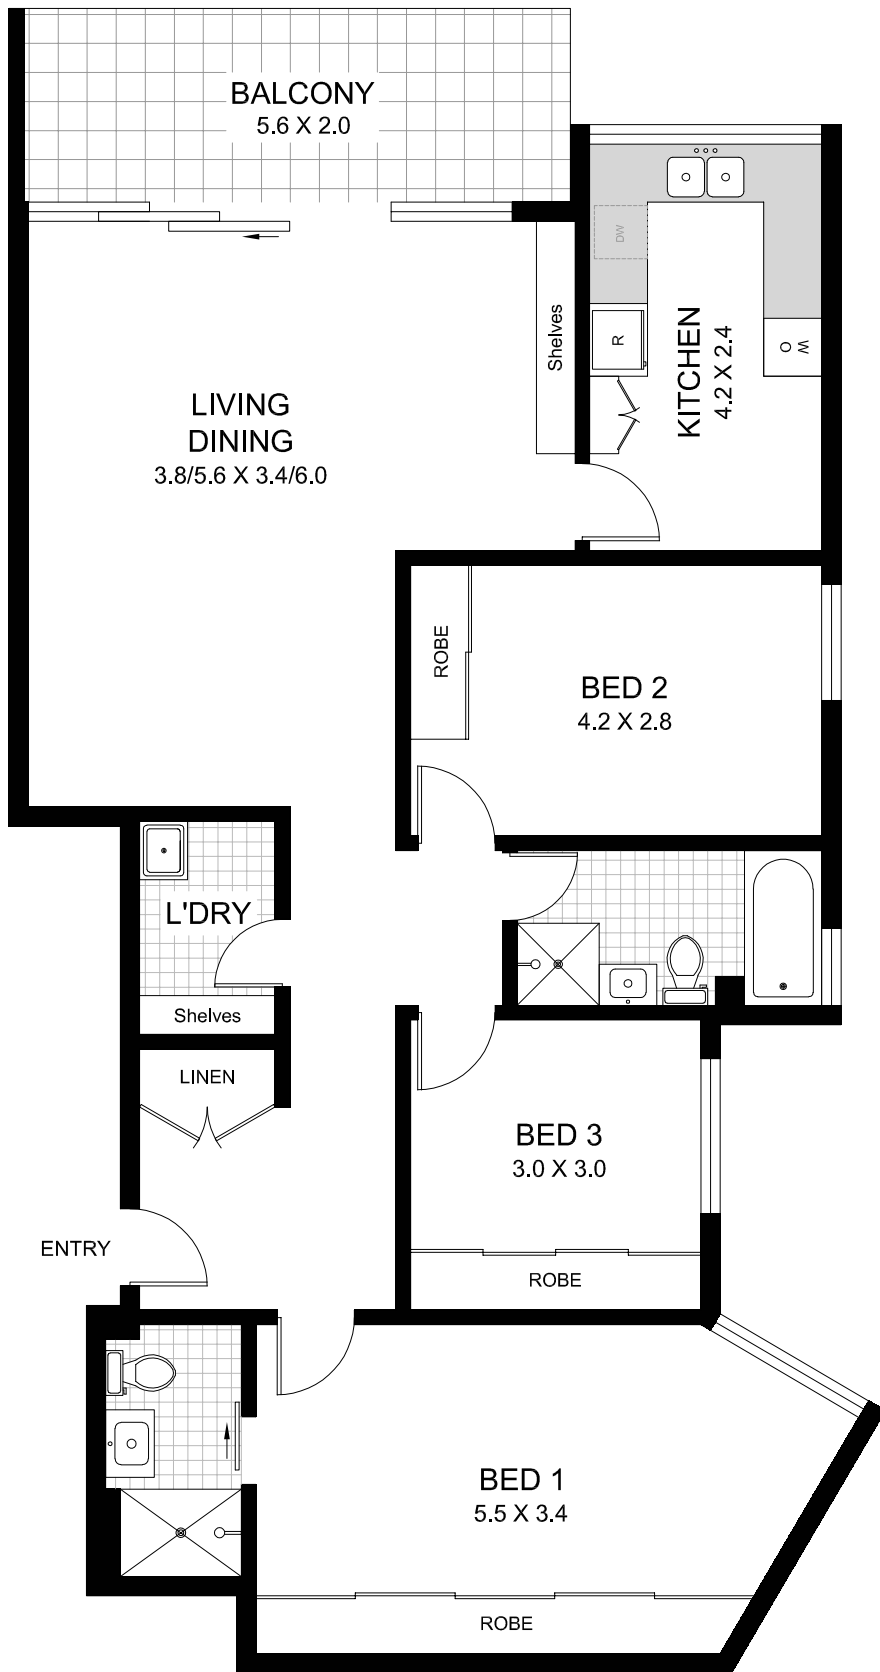 BALCONY
5.6 X 2.0
DW
Shelves
R
KITCHEN
4.2 X 2.4
W
O
LIVING
DINING
3.8/5.6 X 3.4/6.0
ROBE
BED 2
4.2 X 2.8
L'DRY
Shelves
LINEN
BED 3
3.0 X 3.0
ENTRY
ROBE
BED 1
5.5 X 3.4
ROBE